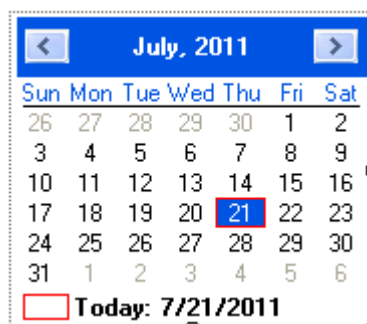 July, 2011
Sun Mon Tue Wed Thu Fri Sat
26 27 28 29 30 1 2
3 4 5 6 7 8 9
10 11 12 13 14 15 16
17 18 19 20 21 22 23
24 25 26 27 28 29 30
31 1 2 3 4 5 6
Today: 7/21/2011